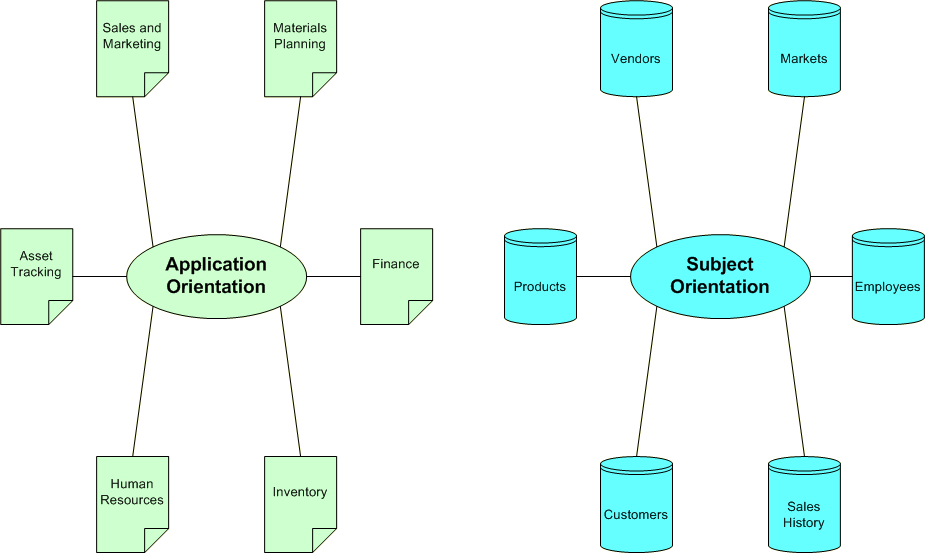 Sales and
Marketing
Materials
Planning
Vendors
Markets
Asset
Tracking
Application
Orientation
Finance
Products
Subject
Orientation
Employees
Human
Resources
Inventory
Customers
Sales
History